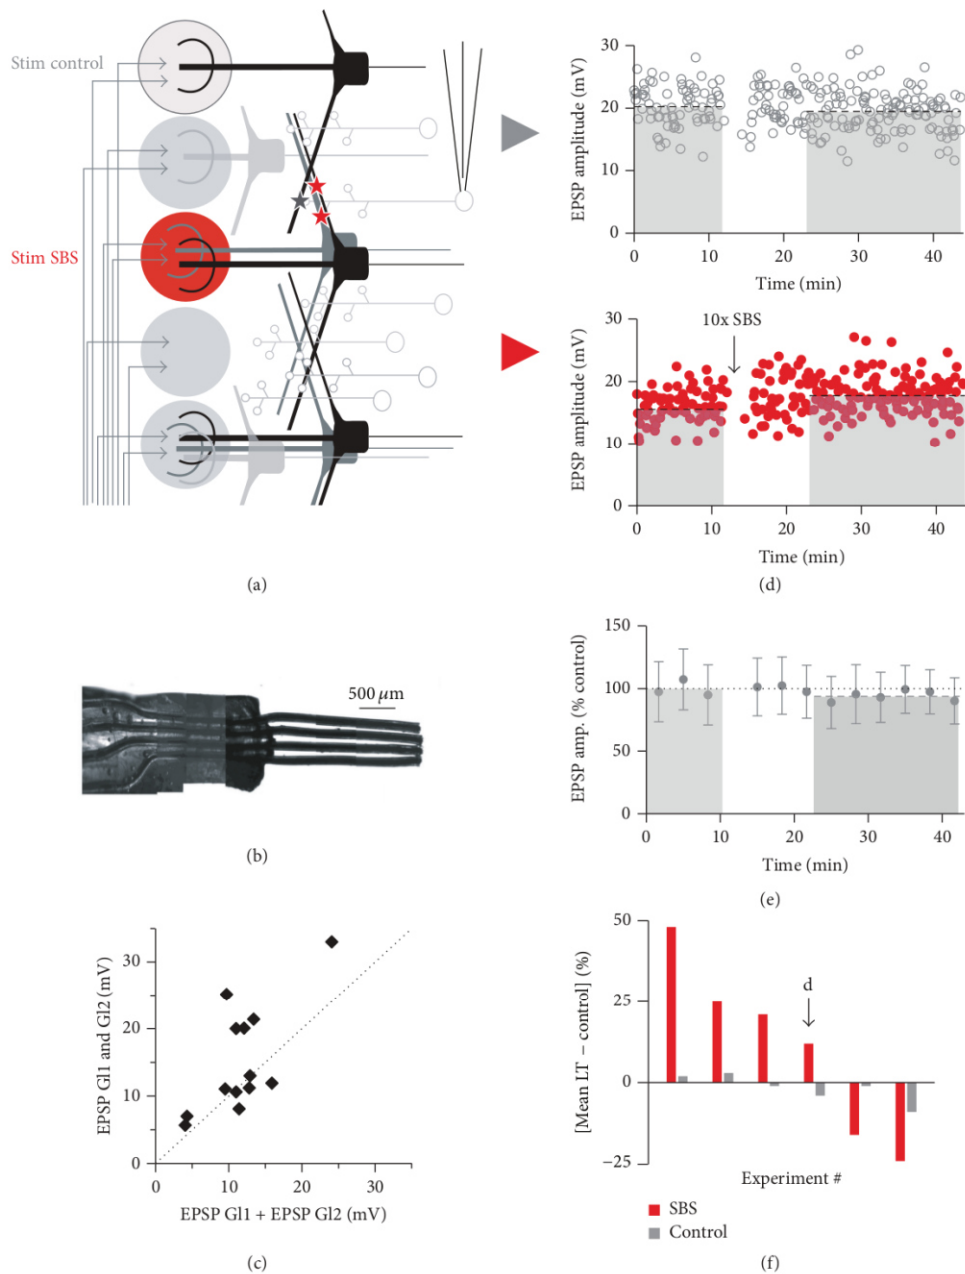 Stim control
Stim SBS
(a)
EPSP amplitude (mV)
30
20
10
0
0
10
20
30
40
Time (min)
10x SBS
EPSP amplitude (mV)
30
20
10
0
0
10
20
30
40
Time (min)
(d)
500 μm
(b)
EPSP amp. (% control)
150
100
50
0
0
10
20
30
40
Time (min)
(e)
EPSP Gl1 and Gl2 (mV)
30
20
10
0
0
10
20
30
EPSP Gl1 + EPSP Gl2 (mV)
(c)
[Mean LT − control] (%)
50
25
0
−25
d
Experiment #
SBS
Control
(f)